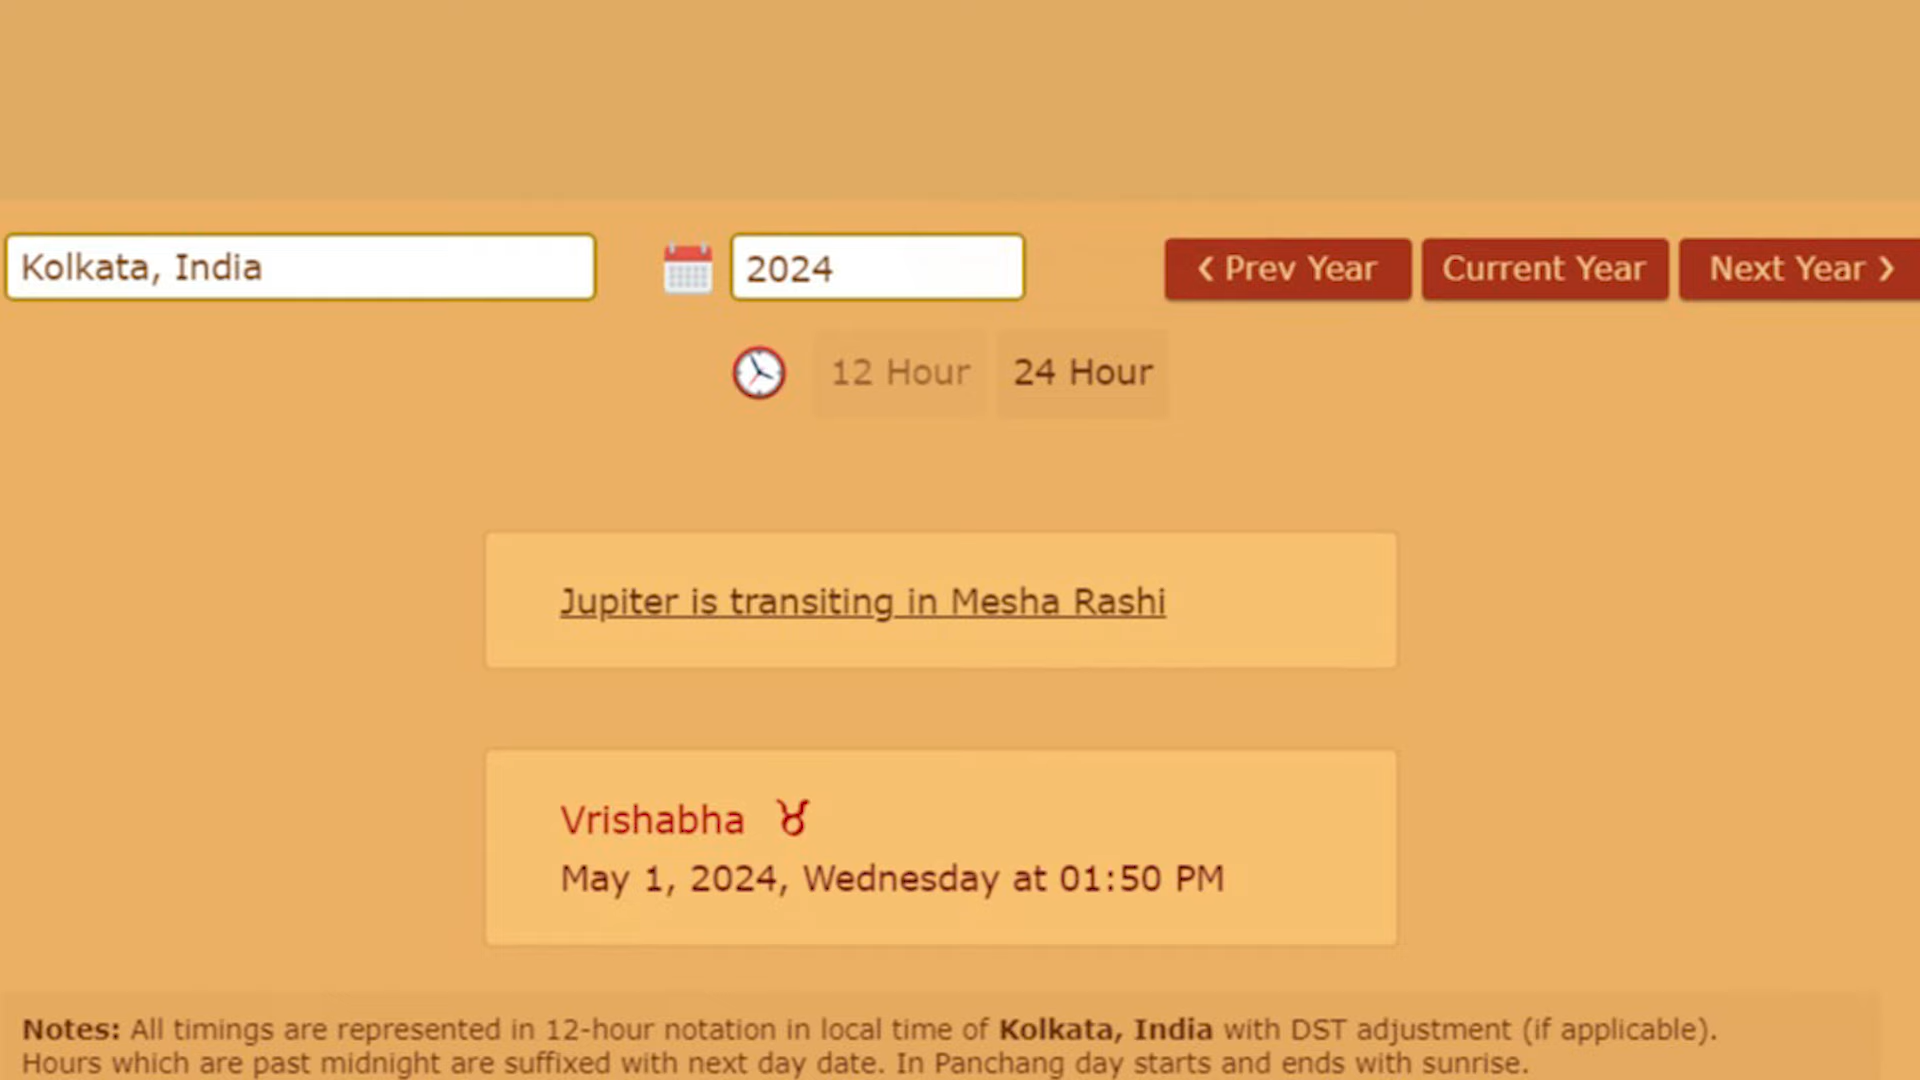 Kolkata, India
2024
❮ Prev Year
Current Year
Next Year ❯
12 Hour
24 Hour
Jupiter is transiting in Mesha Rashi
Vrishabha ♉
May 1, 2024, Wednesday at 01:50 PM
Notes: All timings are represented in 12-hour notation in local time of Kolkata, India with DST adjustment (if applicable).
Hours which are past midnight are suffixed with next day date. In Panchang day starts and ends with sunrise.